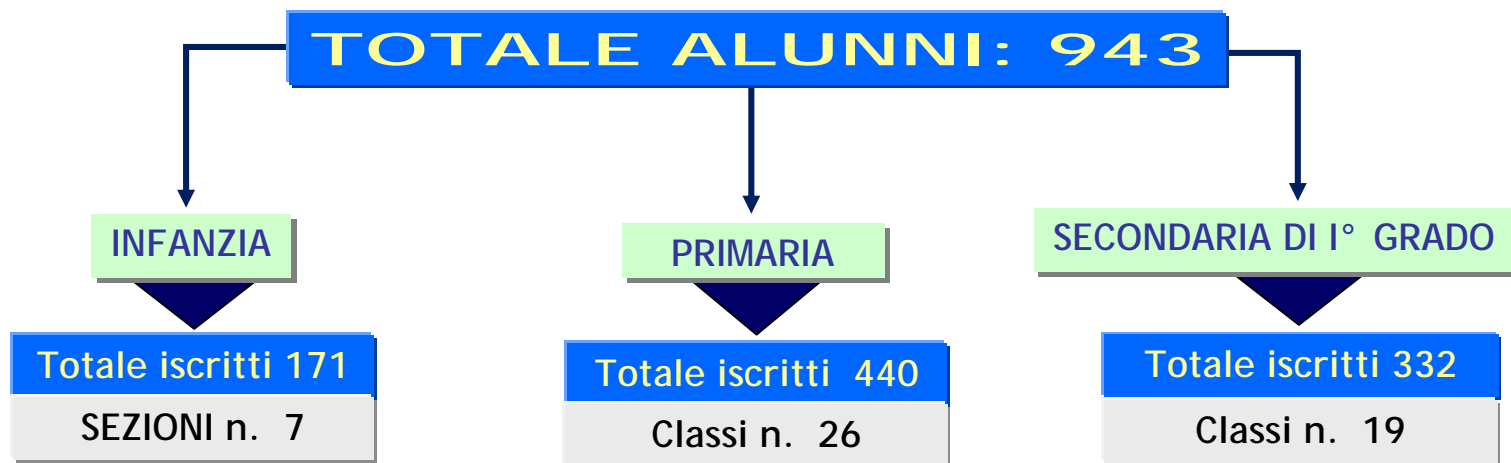 TOTALE ALUNNI: 943
INFANZIA
Totale iscritti 171
SEZIONI n. 7
PRIMARIA
Totale iscritti 440
Classi n. 26
SECONDARIA DI I° GRADO
Totale iscritti 332
Classi n. 19